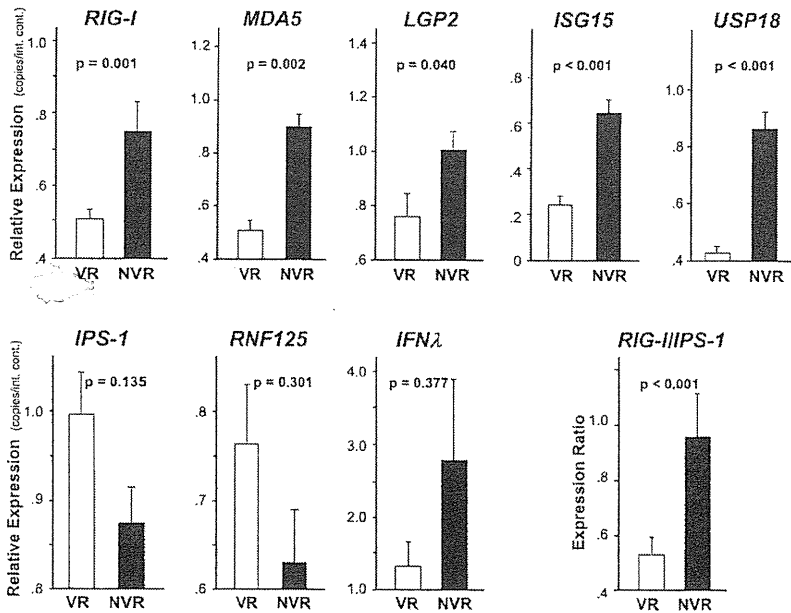 RIG-I MDA5 LGP2 ISG15 USP18
Relative Expression (copies/int. cont.)
1.0
.8
.6
.4
p = 0.001
VR NVR
1.2
1.0
.8
.6
.4
p = 0.002
VR NVR
1.4
1.2
1.0
.8
.6
p = 0.040
VR NVR
.8
.6
.4
.2
0
p < 0.001
VR NVR
1.0
.8
.6
.4
p < 0.001
VR NVR
IPS-1 RNF125 IFNλ RIG-I/IPS-1
Relative Expression (copies/int. cont.)
1.0
.9
.8
p = 0.135
VR NVR
.8
.7
.6
p = 0.301
VR NVR
4.0
3.0
2.0
1.0
p = 0.377
VR NVR
Expression Ratio
1.0
.8
.6
.4
p < 0.001
VR NVR